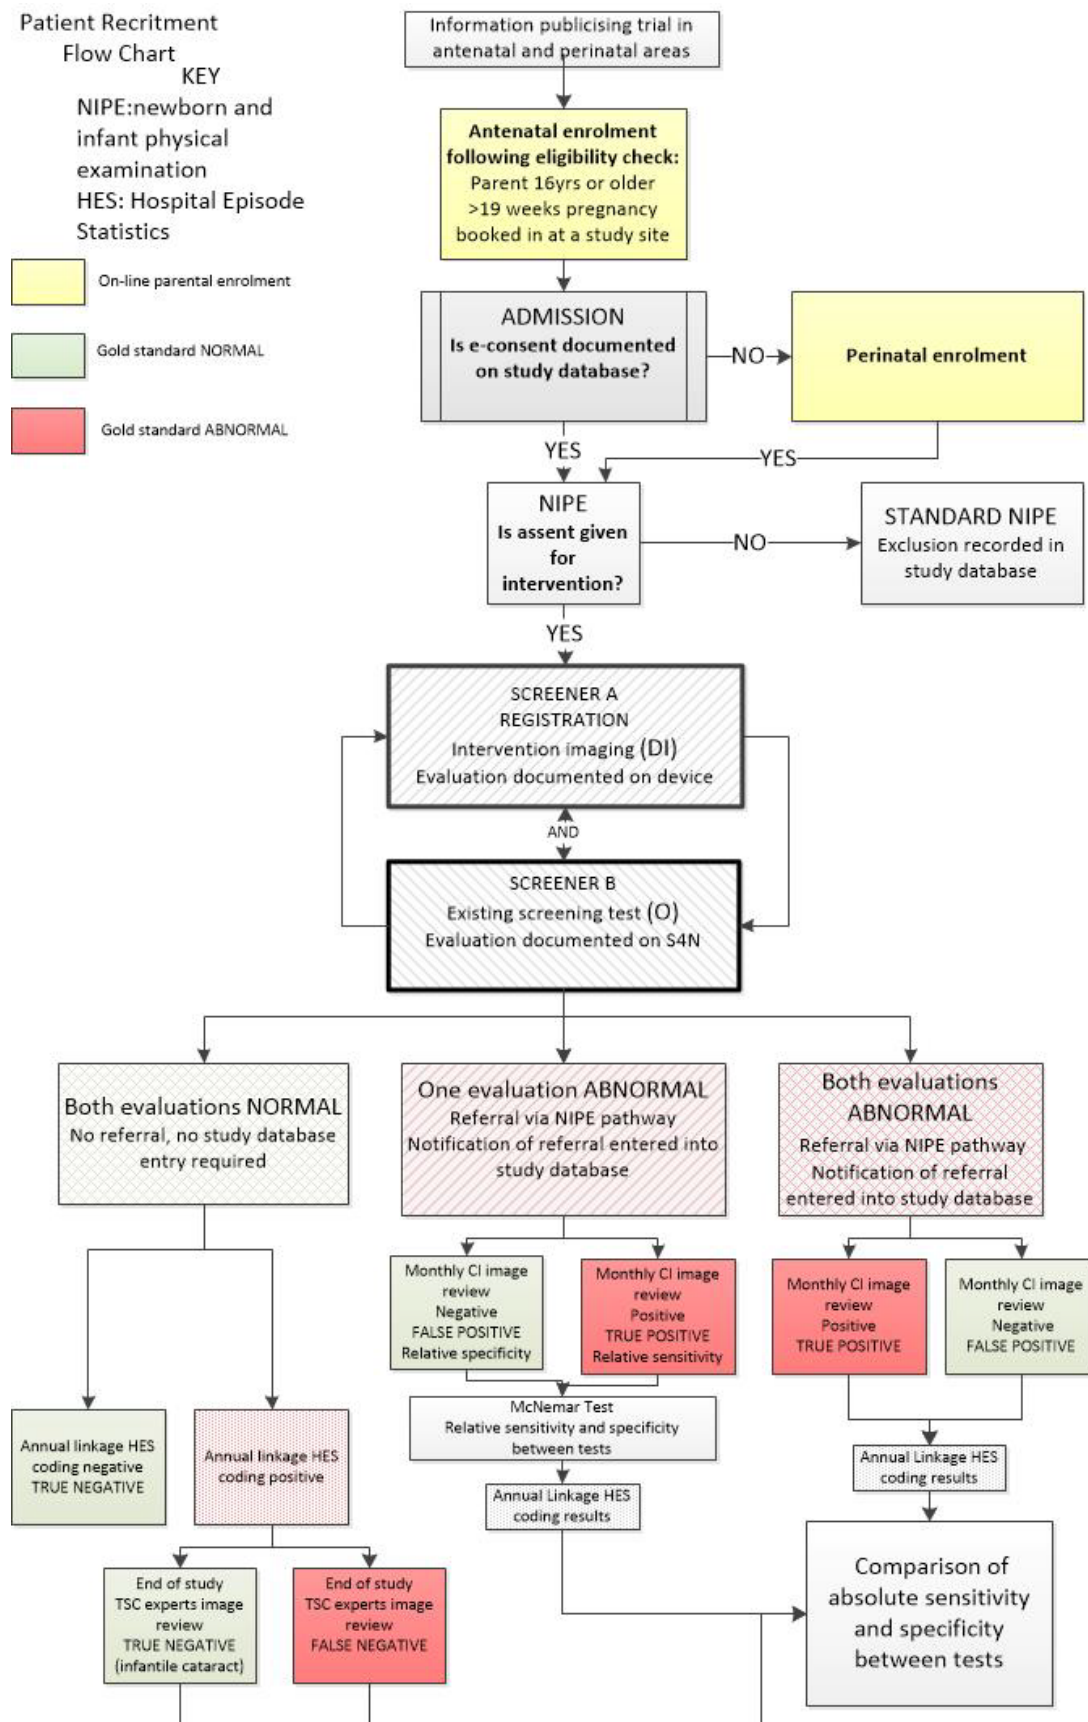 Patient Recritment
Flow Chart
KEY
NIPE:newborn and
infant physical
examination
HES: Hospital Episode
Statistics
On-line parental enrolment
Gold standard NORMAL
Gold standard ABNORMAL
Information publicising trial in
antenatal and perinatal areas
Antenatal enrolment
following eligibility check:
Parent 16yrs or older
>19 weeks pregnancy
booked in at a study site
ADMISSION
Is e-consent documented
on study database?
NO
Perinatal enrolment
YES
YES
NIPE
Is assent given
for
intervention?
NO
STANDARD NIPE
Exclusion recorded in
study database
YES
SCREENER A
REGISTRATION
Intervention imaging (DI)
Evaluation documented on device
AND
SCREENER B
Existing screening test (O)
Evaluation documented on S4N
Both evaluations NORMAL
No referral, no study database
entry required
One evaluation ABNORMAL
Referral via NIPE pathway
Notification of referral entered into
study database
Both evaluations
ABNORMAL
Referral via NIPE pathway
Notification of referral
entered into study database
Monthly CI image
review
Negative
FALSE POSITIVE
Relative specificity
Monthly CI image
review
Positive
TRUE POSITIVE
Relative sensitivity
Monthly CI image
review
Positive
TRUE POSITIVE
Monthly CI image
review
Negative
FALSE POSITIVE
McNemar Test
Relative sensitivity and specificity
between tests
Annual linkage HES
coding negative
TRUE NEGATIVE
Annual linkage HES
coding positive
Annual Linkage HES
coding results
Annual Linkage HES
coding results
End of study
TSC experts image
review
TRUE NEGATIVE
(infantile cataract)
End of study
TSC experts image
review
FALSE NEGATIVE
Comparison of
absolute sensitivity
and specificity
between tests